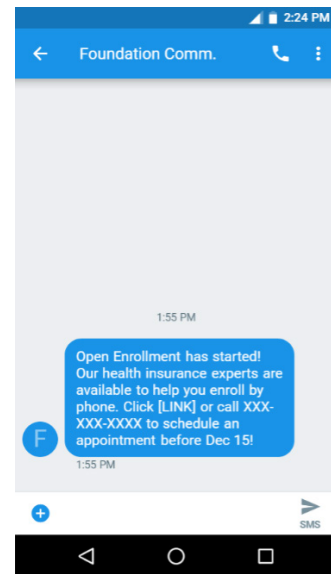 2:24 PM
Foundation Comm.
1:55 PM
Open Enrollment has started!
Our health insurance experts are
available to help you enroll by
phone. Click [LINK] or call XXX-
XXX-XXXX to schedule an
appointment before Dec 15!
F
1:55 PM
SMS